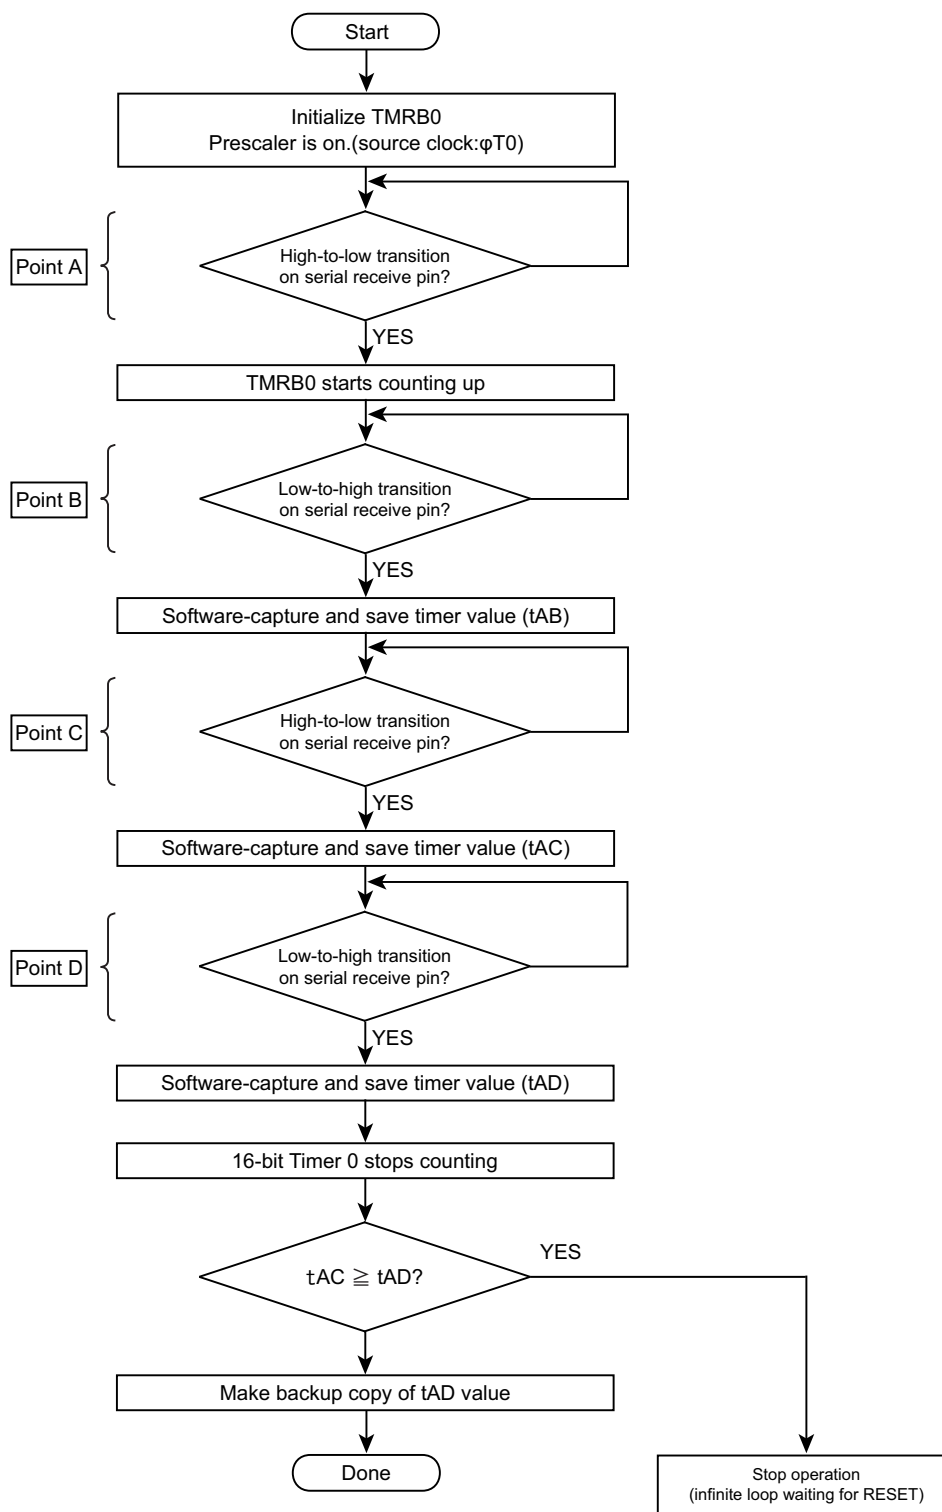 Start
Initialize TMRB0
Prescaler is on.(source clock:φT0)
Point A
High-to-low transition
on serial receive pin?
YES
TMRB0 starts counting up
Point B
Low-to-high transition
on serial receive pin?
YES
Software-capture and save timer value (tAB)
Point C
High-to-low transition
on serial receive pin?
YES
Software-capture and save timer value (tAC)
Point D
Low-to-high transition
on serial receive pin?
YES
Software-capture and save timer value (tAD)
16-bit Timer 0 stops counting
tAC ≧ tAD?
YES
Make backup copy of tAD value
Done
Stop operation
(infinite loop waiting for RESET)